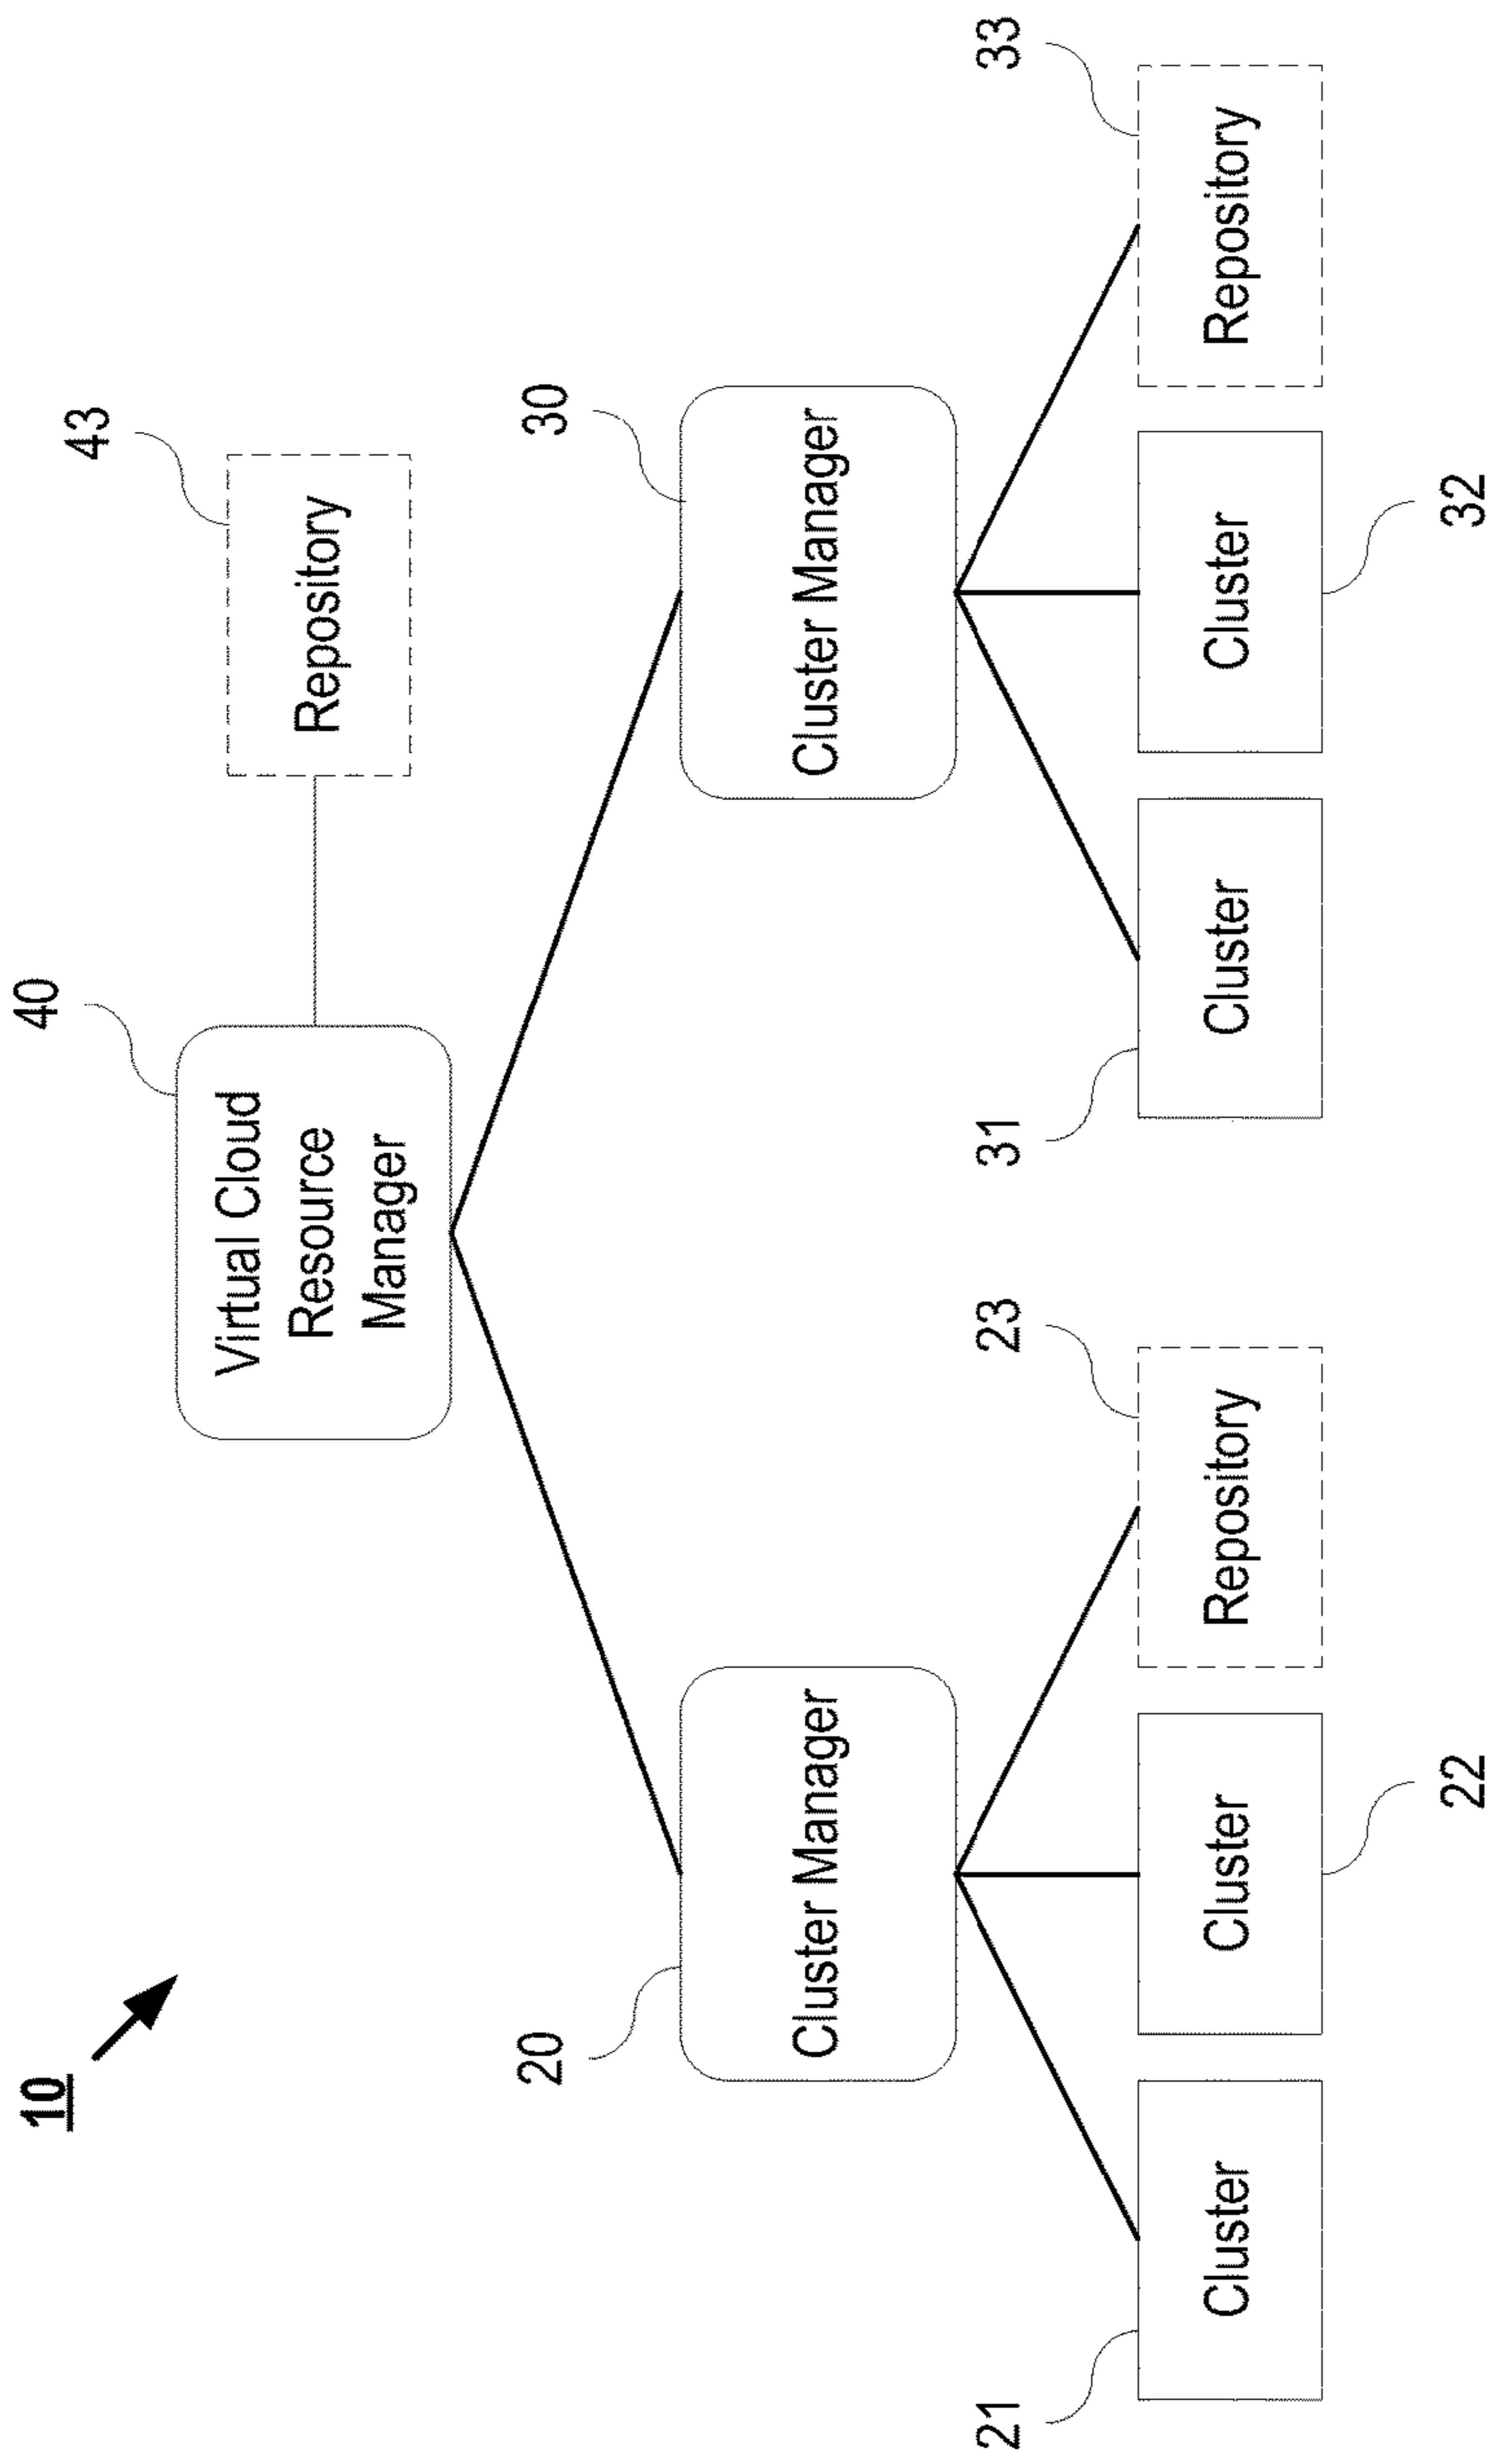 10
40
43
Virtual Cloud
Resource
Manager
Repository
20
30
Cluster Manager
Cluster Manager
21
23
31
33
Cluster
Cluster
Repository
Cluster
Cluster
Repository
22
32